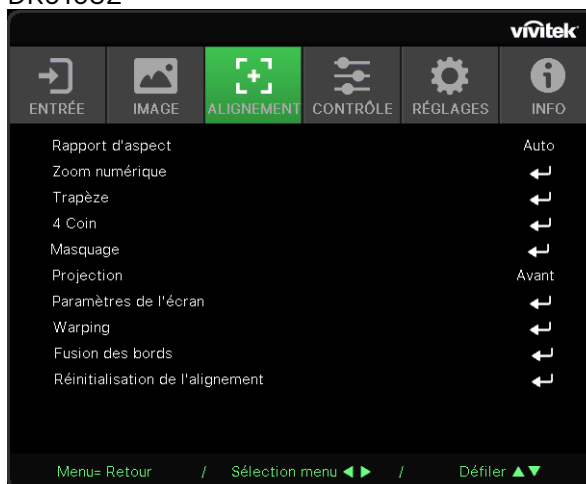 vivitek
ENTRÉE IMAGE ALIGNEMENT CONTRÔLE RÉGLAGES INFO
Rapport d'aspect Auto
Zoom numérique
Trapèze
4 Coin
Masquage
Projection Avant
Paramètres de l'écran
Warping
Fusion des bords
Réinitialisation de l'alignement
Menu= Retour / Sélection menu ◀ ▶ / Défiler ▲▼